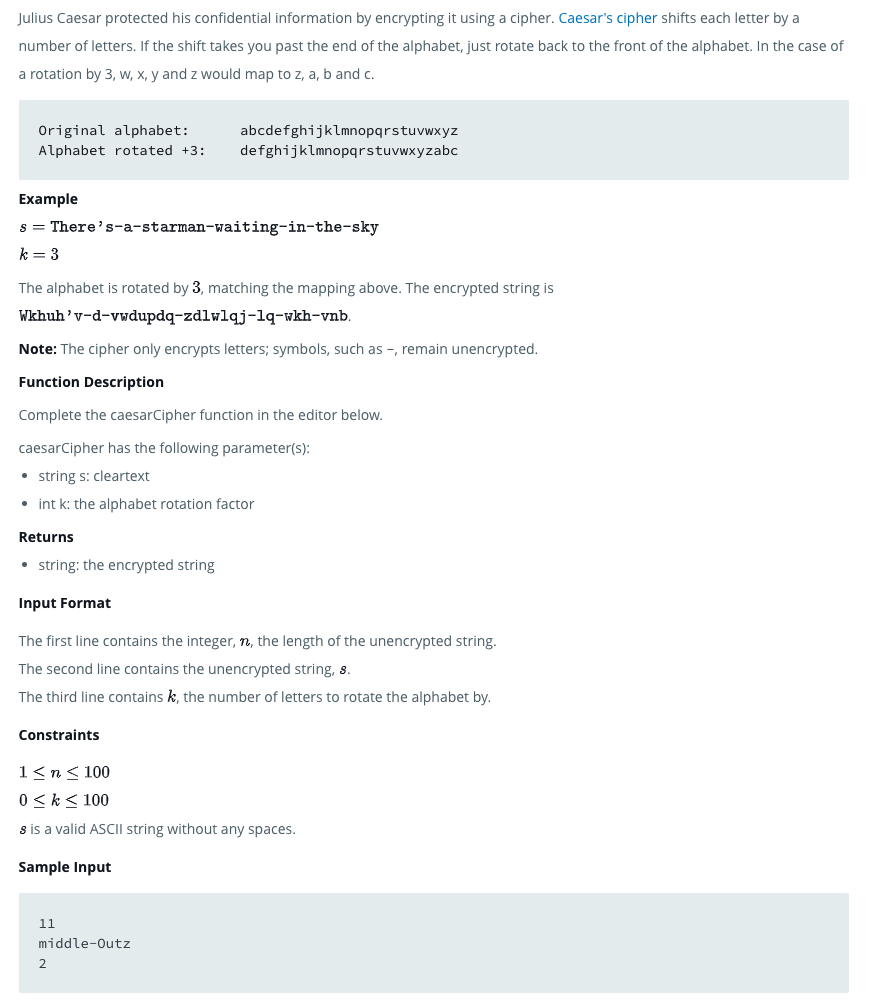 Julius Caesar protected his confidential information by encrypting it using a cipher. Caesar's cipher shifts each letter by a
number of letters. If the shift takes you past the end of the alphabet, just rotate back to the front of the alphabet. In the case of
a rotation by 3, w, x, y and z would map to z, a, b and c.
Original alphabet:      abcdefghijklmnopqrstuvwxyz
Alphabet rotated +3:    defghijklmnopqrstuvwxyzabc
Example
s = There's-a-starman-waiting-in-the-sky
k = 3
The alphabet is rotated by 3, matching the mapping above. The encrypted string is
Wkhuh'v-d-vwdupdq-zdlwlqj-lq-wkh-vnb.
Note: The cipher only encrypts letters; symbols, such as -, remain unencrypted.
Function Description
Complete the caesarCipher function in the editor below.
caesarCipher has the following parameter(s):
• string s: cleartext
• int k: the alphabet rotation factor
Returns
• string: the encrypted string
Input Format
The first line contains the integer, n, the length of the unencrypted string.
The second line contains the unencrypted string, s.
The third line contains k, the number of letters to rotate the alphabet by.
Constraints
1 ≤ n ≤ 100
0 ≤ k ≤ 100
s is a valid ASCII string without any spaces.
Sample Input
11
middle-Outz
2